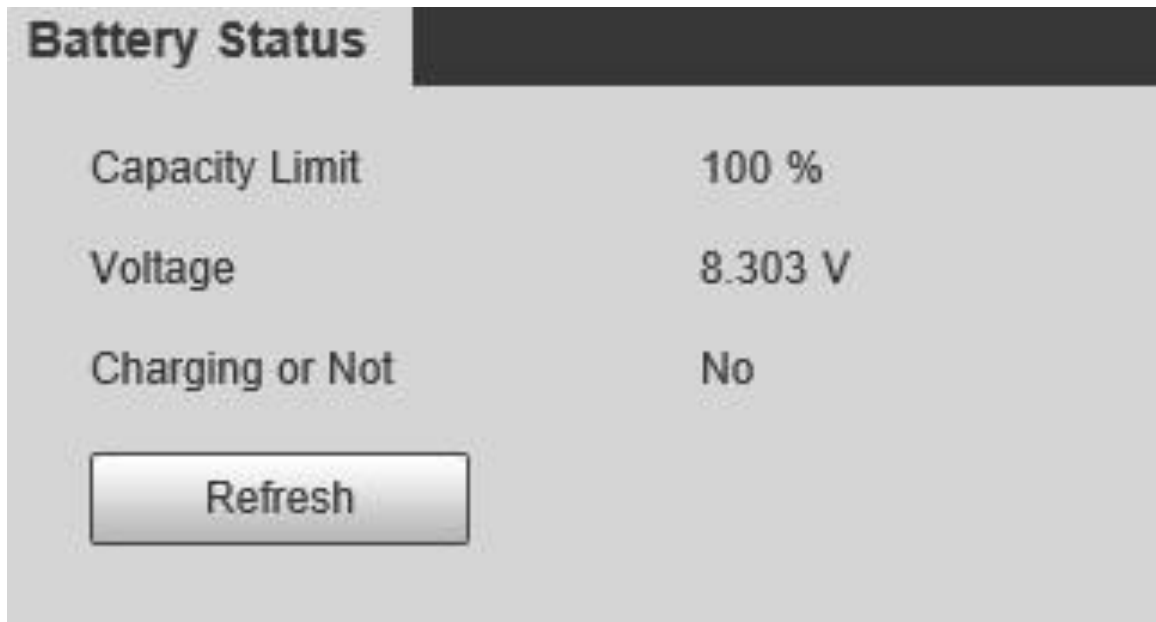 Battery Status
Capacity Limit 100 %
Voltage 8.303 V
Charging or Not No
Refresh